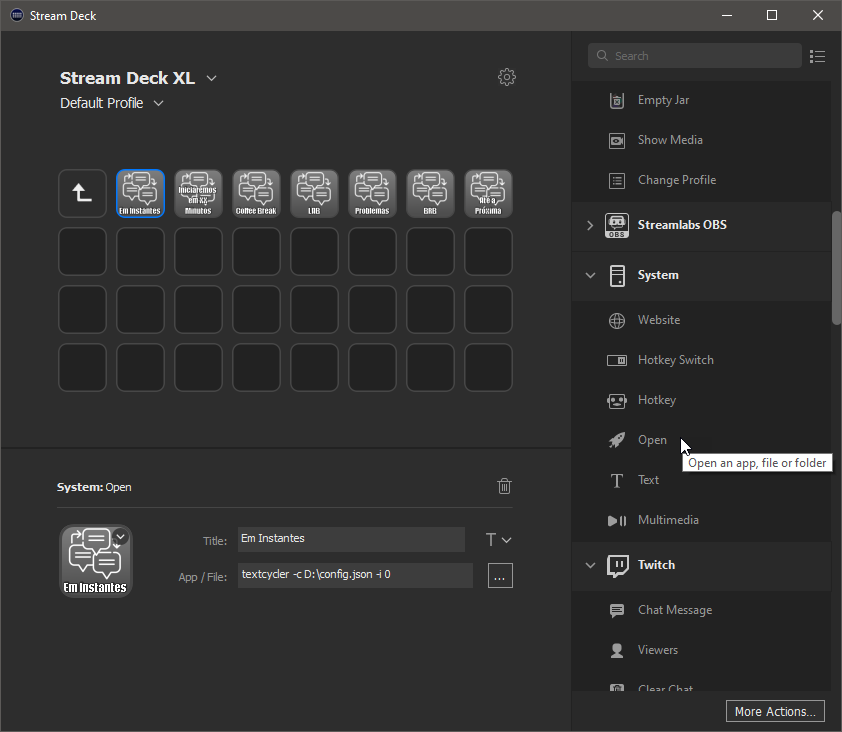 Stream Deck
Stream Deck XL
Default Profile
Em Instantes
Iniciaremos
em XX
Minutos
Coffee Break
LAB
Problemas
BRB
Até a
Próxima
System: Open
Em Instantes
Title:
Em Instantes
T
App / File:
textcycler -c D:\config.json -i 0
...
Search
Empty Jar
Show Media
Change Profile
OBS
Streamlabs OBS
System
Website
Hotkey Switch
Hotkey
Open
Open an app, file or folder
T
Text
Multimedia
Twitch
Chat Message
Viewers
Clear Chat
More Actions...